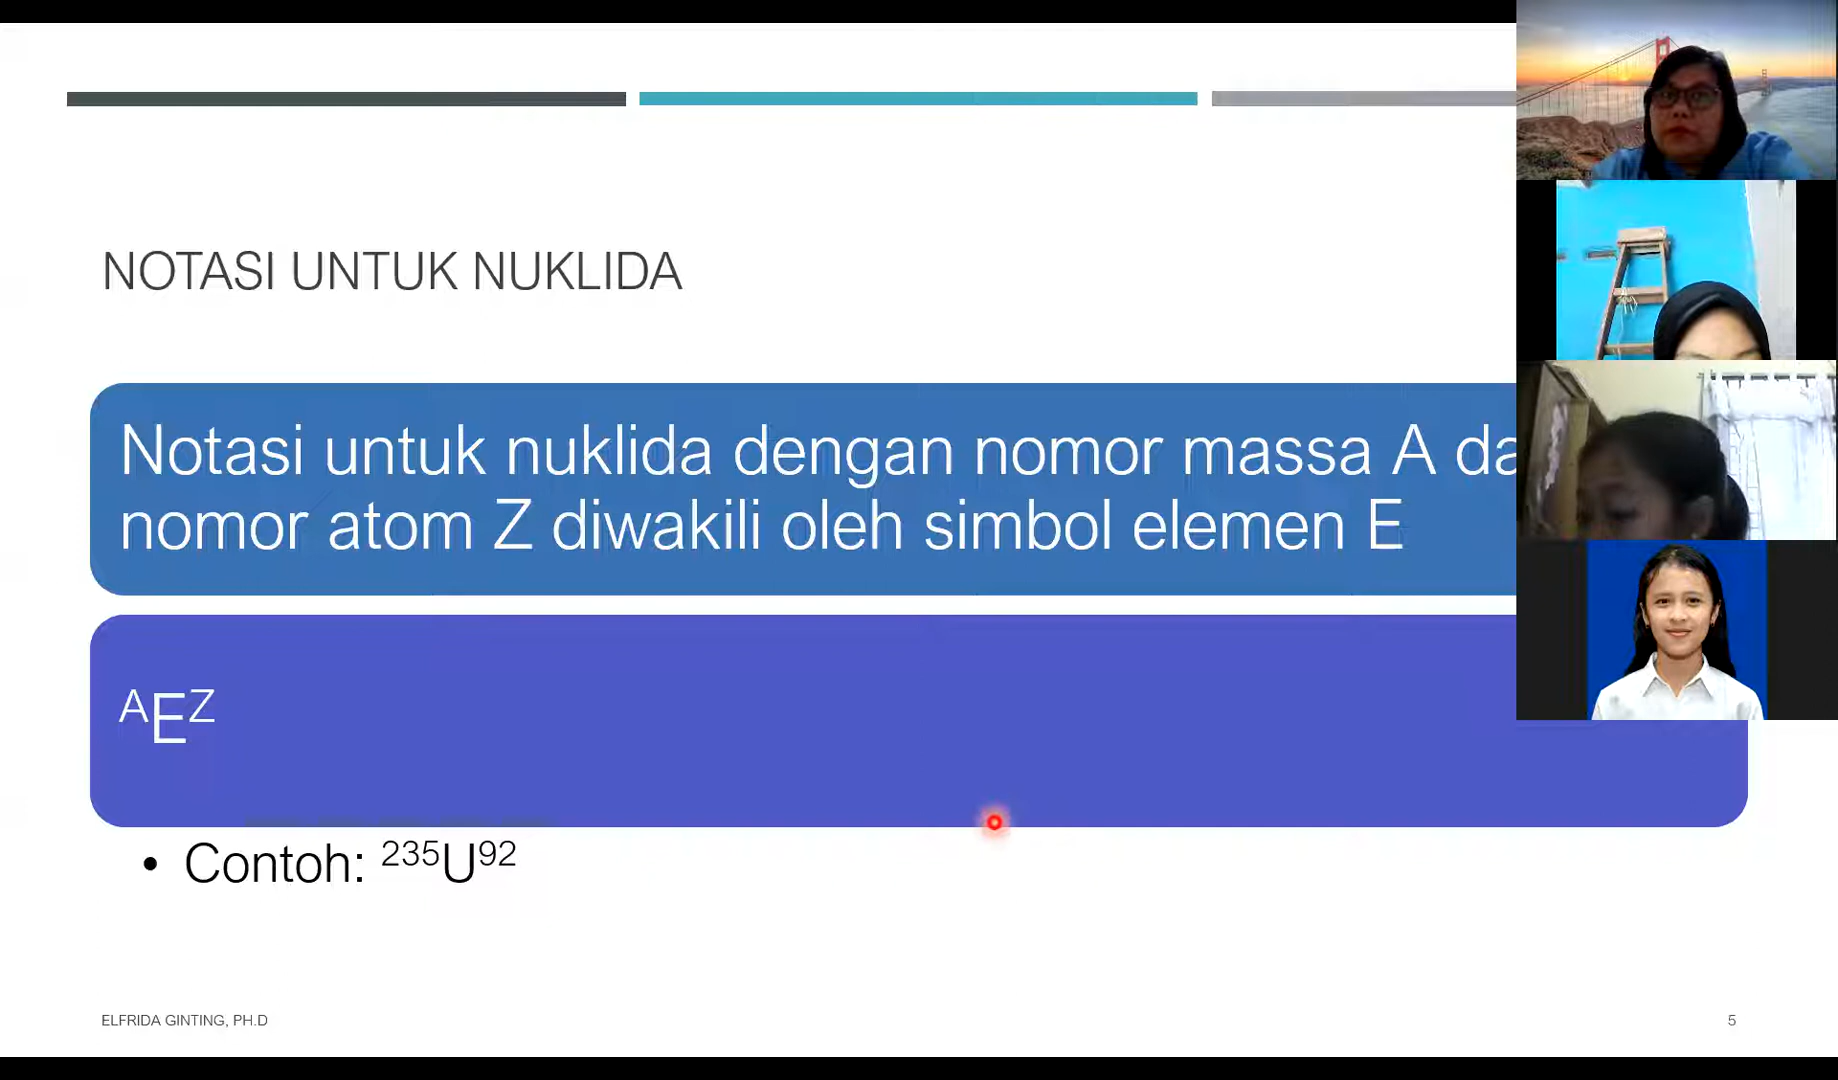 NOTASI UNTUK NUKLIDA
Notasi untuk nuklida dengan nomor massa A
nomor atom Z diwakili oleh simbol elemen E
ᴬEᶻ
• Contoh: ²³⁵U⁹²
ELFRIDA GINTING, PH.D
5